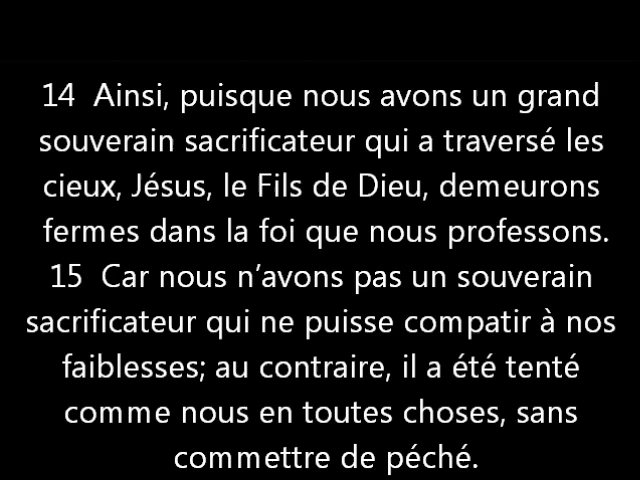 14 Ainsi, puisque nous avons un grand
souverain sacrificateur qui a traversé les
cieux, Jésus, le Fils de Dieu, demeurons
fermes dans la foi que nous professons.
15 Car nous n’avons pas un souverain
sacrificateur qui ne puisse compatir à nos
faiblesses; au contraire, il a été tenté
comme nous en toutes choses, sans
commettre de péché.